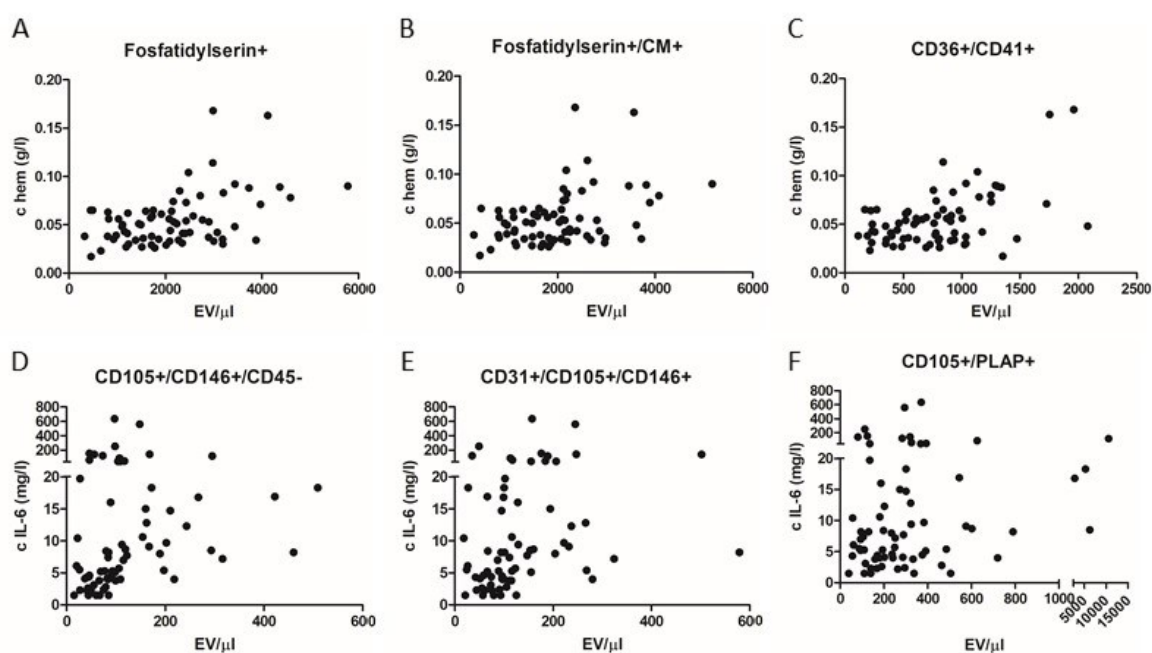 A
Fosfatidylserin+
0.20
0.15
0.10
0.05
0.00
c hem (g/l)
0 2000 4000 6000
EV/µl
B
Fosfatidylserin+/CM+
0.20
0.15
0.10
0.05
0.00
c hem (g/l)
0 2000 4000 6000
EV/µl
C
CD36+/CD41+
0.20
0.15
0.10
0.05
0.00
c hem (g/l)
0 500 1000 1500 2000 2500
EV/µl
D
CD105+/CD146+/CD45-
800
600
400
200
20
15
10
5
0
c IL-6 (mg/l)
0 200 400 600
EV/µl
E
CD31+/CD105+/CD146+
800
600
400
200
20
15
10
5
0
c IL-6 (mg/l)
0 200 400 600
EV/µl
F
CD105+/PLAP+
800
600
400
200
20
15
10
5
0
c IL-6 (mg/l)
0 200 400 600 800 1000 5000 10000 15000
EV/µl